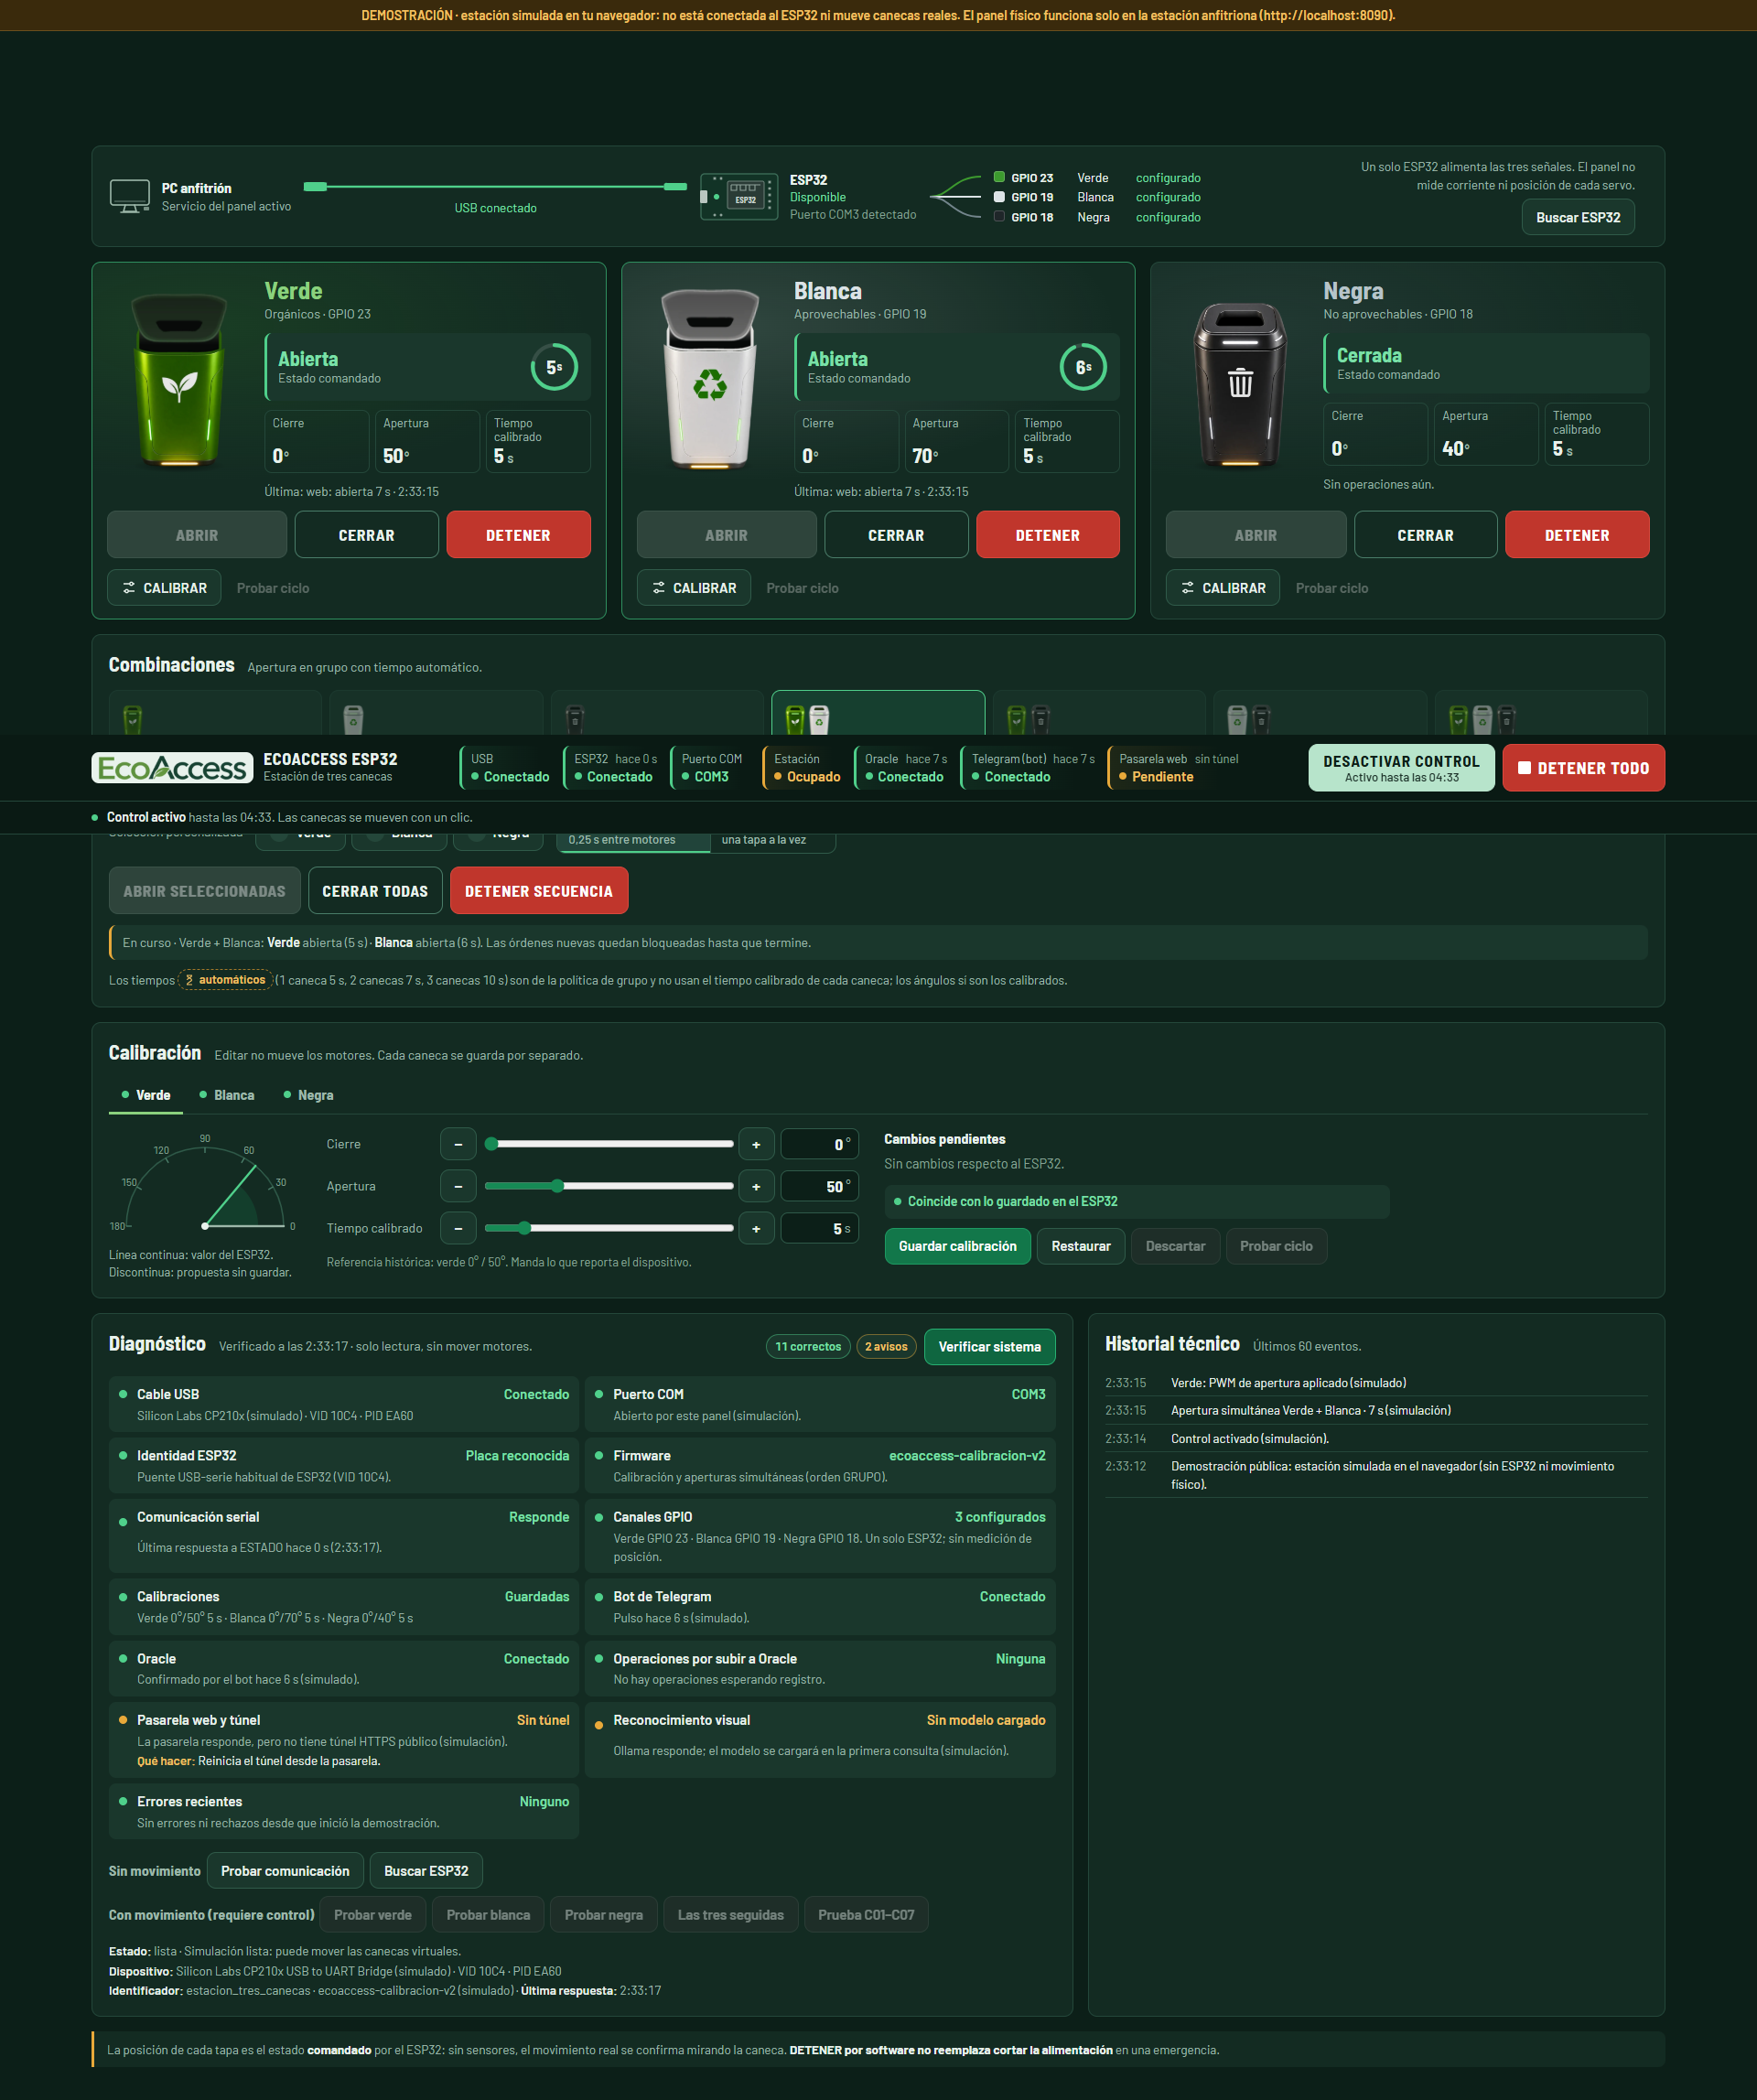 DEMOSTRACIÓN · estación simulada en tu navegador: no está conectada al ESP32 ni mueve canecas reales. El panel físico funciona solo en la estación anfitriona (http://localhost:8090).
PC anfitrión
Servicio del panel activo
USB conectado
ESP32
ESP32
Disponible
Puerto COM3 detectado
GPIO 23 Verde configurado
GPIO 19 Blanca configurado
GPIO 18 Negra configurado
Un solo ESP32 alimenta las tres señales. El panel no
mide corriente ni posición de cada servo.
Buscar ESP32
Verde
Orgánicos · GPIO 23
Abierta
Estado comandado
5s
Cierre
0°
Apertura
50°
Tiempo
calibrado
5 s
Última: web: abierta 7 s · 2:33:15
ABRIR
CERRAR
DETENER
CALIBRAR
Probar ciclo
Blanca
Aprovechables · GPIO 19
Abierta
Estado comandado
6s
Cierre
0°
Apertura
70°
Tiempo
calibrado
5 s
Última: web: abierta 7 s · 2:33:15
ABRIR
CERRAR
DETENER
CALIBRAR
Probar ciclo
Negra
No aprovechables · GPIO 18
Cerrada
Estado comandado
Cierre
0°
Apertura
40°
Tiempo
calibrado
5 s
Sin operaciones aún.
ABRIR
CERRAR
DETENER
CALIBRAR
Probar ciclo
Combinaciones Apertura en grupo con tiempo automático.
EcoAccess
ECOACCESS ESP32
Estación de tres canecas
USB
Conectado
ESP32 hace 0 s
Conectado
Puerto COM
COM3
Estación
Ocupado
Oracle hace 7 s
Conectado
Telegram (bot) hace 7 s
Conectado
Pasarela web sin túnel
Pendiente
DESACTIVAR CONTROL
Activo hasta las 04:33
DETENER TODO
Control activo hasta las 04:33. Las canecas se mueven con un clic.
0,25 s entre motores
una tapa a la vez
ABRIR SELECCIONADAS
CERRAR TODAS
DETENER SECUENCIA
En curso · Verde + Blanca: Verde abierta (5 s) · Blanca abierta (6 s). Las órdenes nuevas quedan bloqueadas hasta que termine.
Los tiempos automáticos (1 caneca 5 s, 2 canecas 7 s, 3 canecas 10 s) son de la política de grupo y no usan el tiempo calibrado de cada caneca; los ángulos sí son los calibrados.
Calibración Editar no mueve los motores. Cada caneca se guarda por separado.
Verde
Blanca
Negra
0
30
60
90
120
150
180
Línea continua: valor del ESP32.
Discontinua: propuesta sin guardar.
Cierre − + 0 °
Apertura − + 50 °
Tiempo calibrado − + 5 s
Referencia histórica: verde 0° / 50°. Manda lo que reporta el dispositivo.
Cambios pendientes
Sin cambios respecto al ESP32.
Coincide con lo guardado en el ESP32
Guardar calibración
Restaurar
Descartar
Probar ciclo
Diagnóstico Verificado a las 2:33:17 · solo lectura, sin mover motores.
11 correctos
2 avisos
Verificar sistema
Cable USB Conectado
Silicon Labs CP210x (simulado) · VID 10C4 · PID EA60
Puerto COM COM3
Abierto por este panel (simulación).
Identidad ESP32 Placa reconocida
Puente USB-serie habitual de ESP32 (VID 10C4).
Firmware ecoaccess-calibracion-v2
Calibración y aperturas simultáneas (orden GRUPO).
Comunicación serial Responde
Última respuesta a ESTADO hace 0 s (2:33:17).
Canales GPIO 3 configurados
Verde GPIO 23 · Blanca GPIO 19 · Negra GPIO 18. Un solo ESP32; sin medición de
posición.
Calibraciones Guardadas
Verde 0°/50° 5 s · Blanca 0°/70° 5 s · Negra 0°/40° 5 s
Bot de Telegram Conectado
Pulso hace 6 s (simulado).
Oracle Conectado
Confirmado por el bot hace 6 s (simulado).
Operaciones por subir a Oracle Ninguna
No hay operaciones esperando registro.
Pasarela web y túnel Sin túnel
La pasarela responde, pero no tiene túnel HTTPS público (simulación).
Qué hacer: Reinicia el túnel desde la pasarela.
Reconocimiento visual Sin modelo cargado
Ollama responde; el modelo se cargará en la primera consulta (simulación).
Errores recientes Ninguno
Sin errores ni rechazos desde que inició la demostración.
Sin movimiento
Probar comunicación
Buscar ESP32
Con movimiento (requiere control)
Probar verde
Probar blanca
Probar negra
Las tres seguidas
Prueba C01–C07
Estado: lista · Simulación lista: puede mover las canecas virtuales.
Dispositivo: Silicon Labs CP210x USB to UART Bridge (simulado) · VID 10C4 · PID EA60
Identificador: estacion_tres_canecas · ecoaccess-calibracion-v2 (simulado) · Última respuesta: 2:33:17
Historial técnico Últimos 60 eventos.
2:33:15 Verde: PWM de apertura aplicado (simulado)
2:33:15 Apertura simultánea Verde + Blanca · 7 s (simulación)
2:33:14 Control activado (simulación).
2:33:12 Demostración pública: estación simulada en el navegador (sin ESP32 ni movimiento
físico).
La posición de cada tapa es el estado comandado por el ESP32: sin sensores, el movimiento real se confirma mirando la caneca. DETENER por software no reemplaza cortar la alimentación en una emergencia.